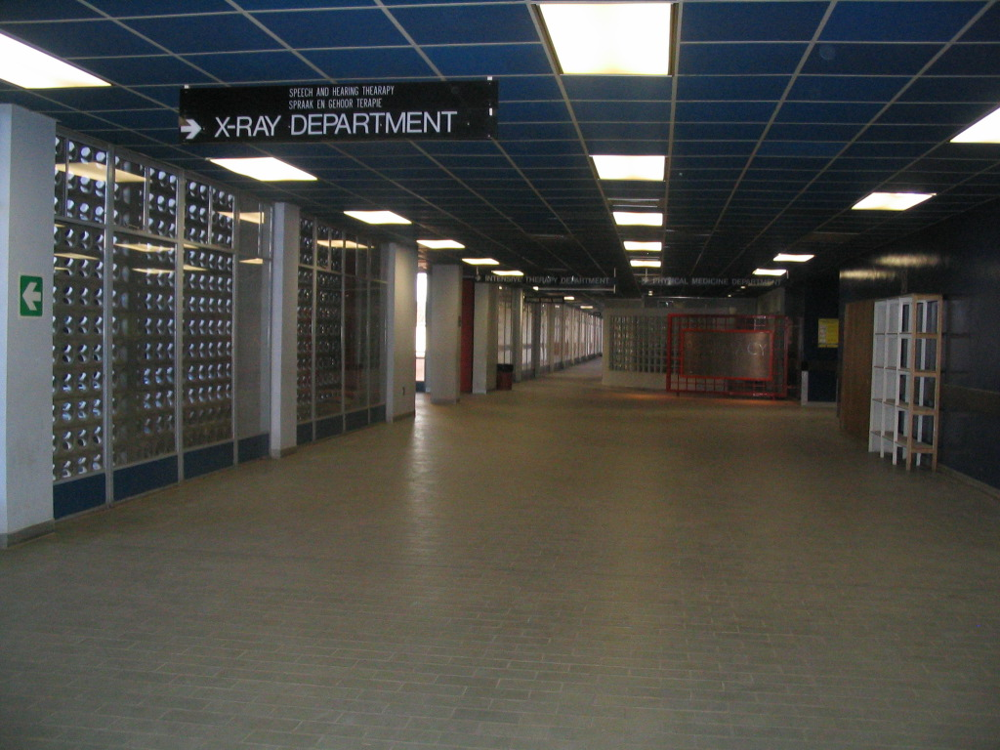 SPEECH AND HEARING THEARAPY
SPRAAK EN GEHOOR TERAPIE
X-RAY DEPARTMENT
INTENSIVE THERAPY DEPARTMENT
PHYSICAL MEDICINE DEPARTMENT